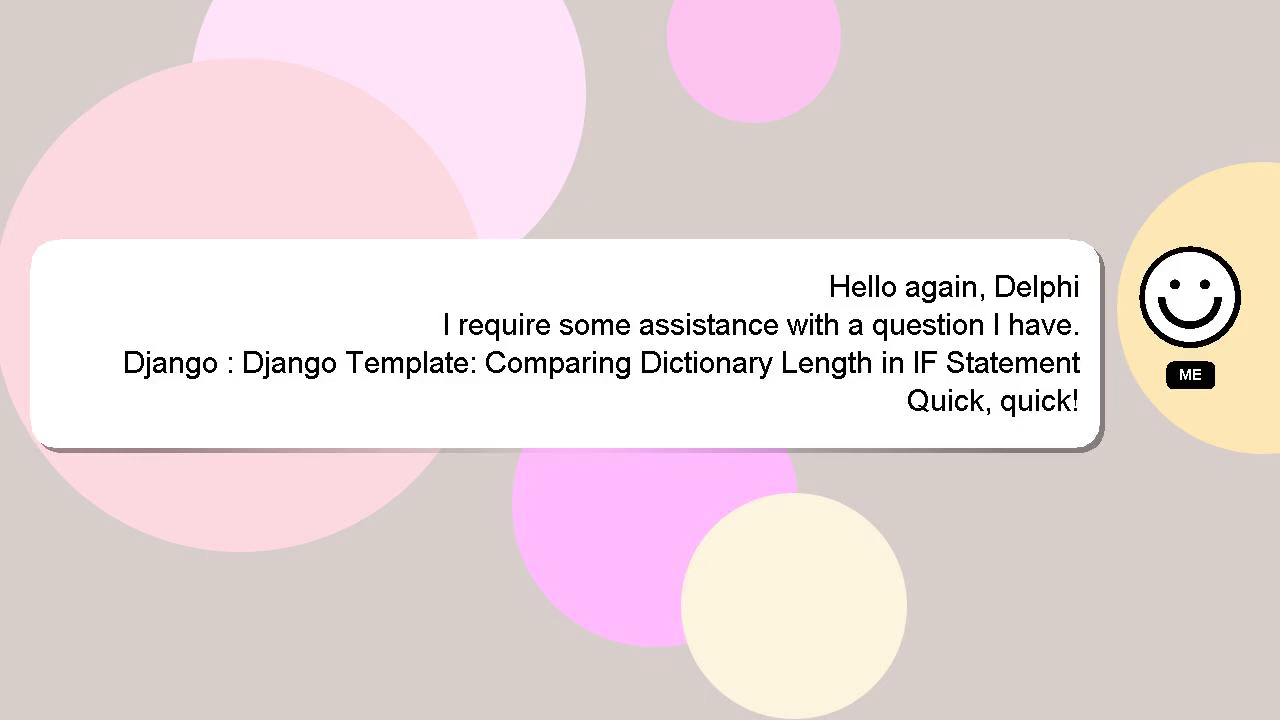 Hello again, Delphi
I require some assistance with a question I have.
Django : Django Template: Comparing Dictionary Length in IF Statement
Quick, quick!
ME